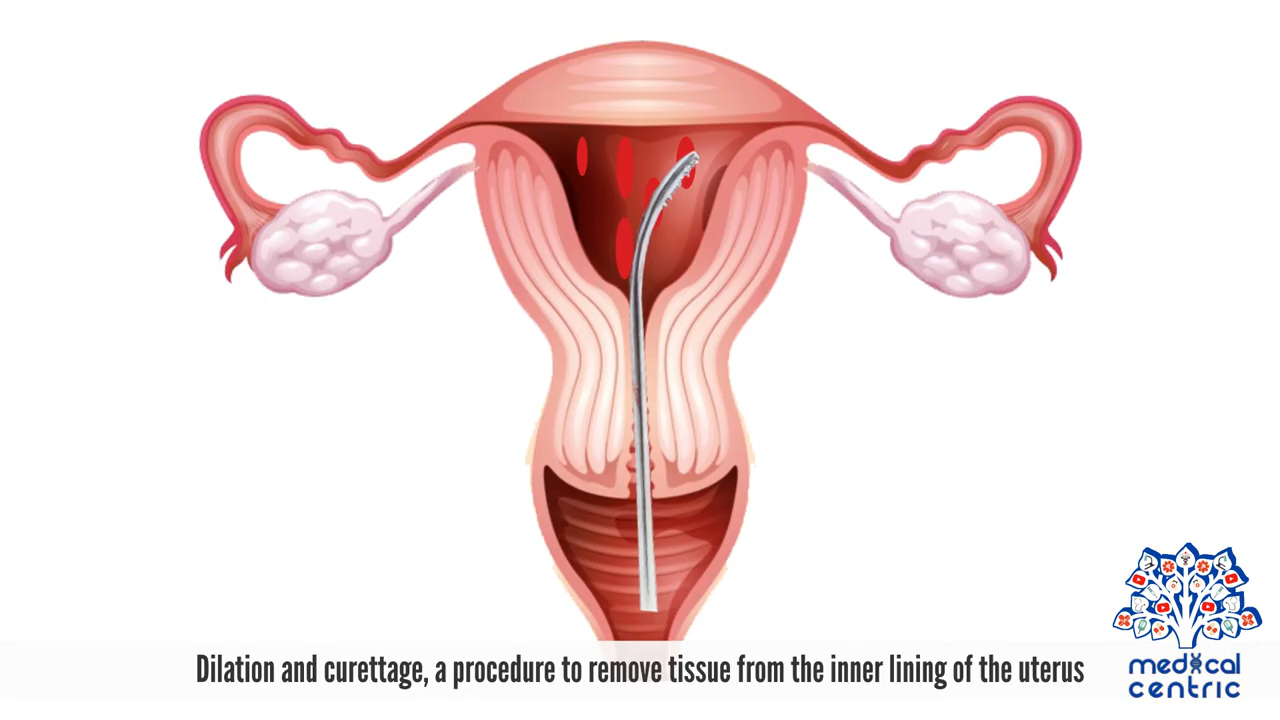 Dilation and curettage, a procedure to remove tissue from the inner lining of the uterus
medical
centric